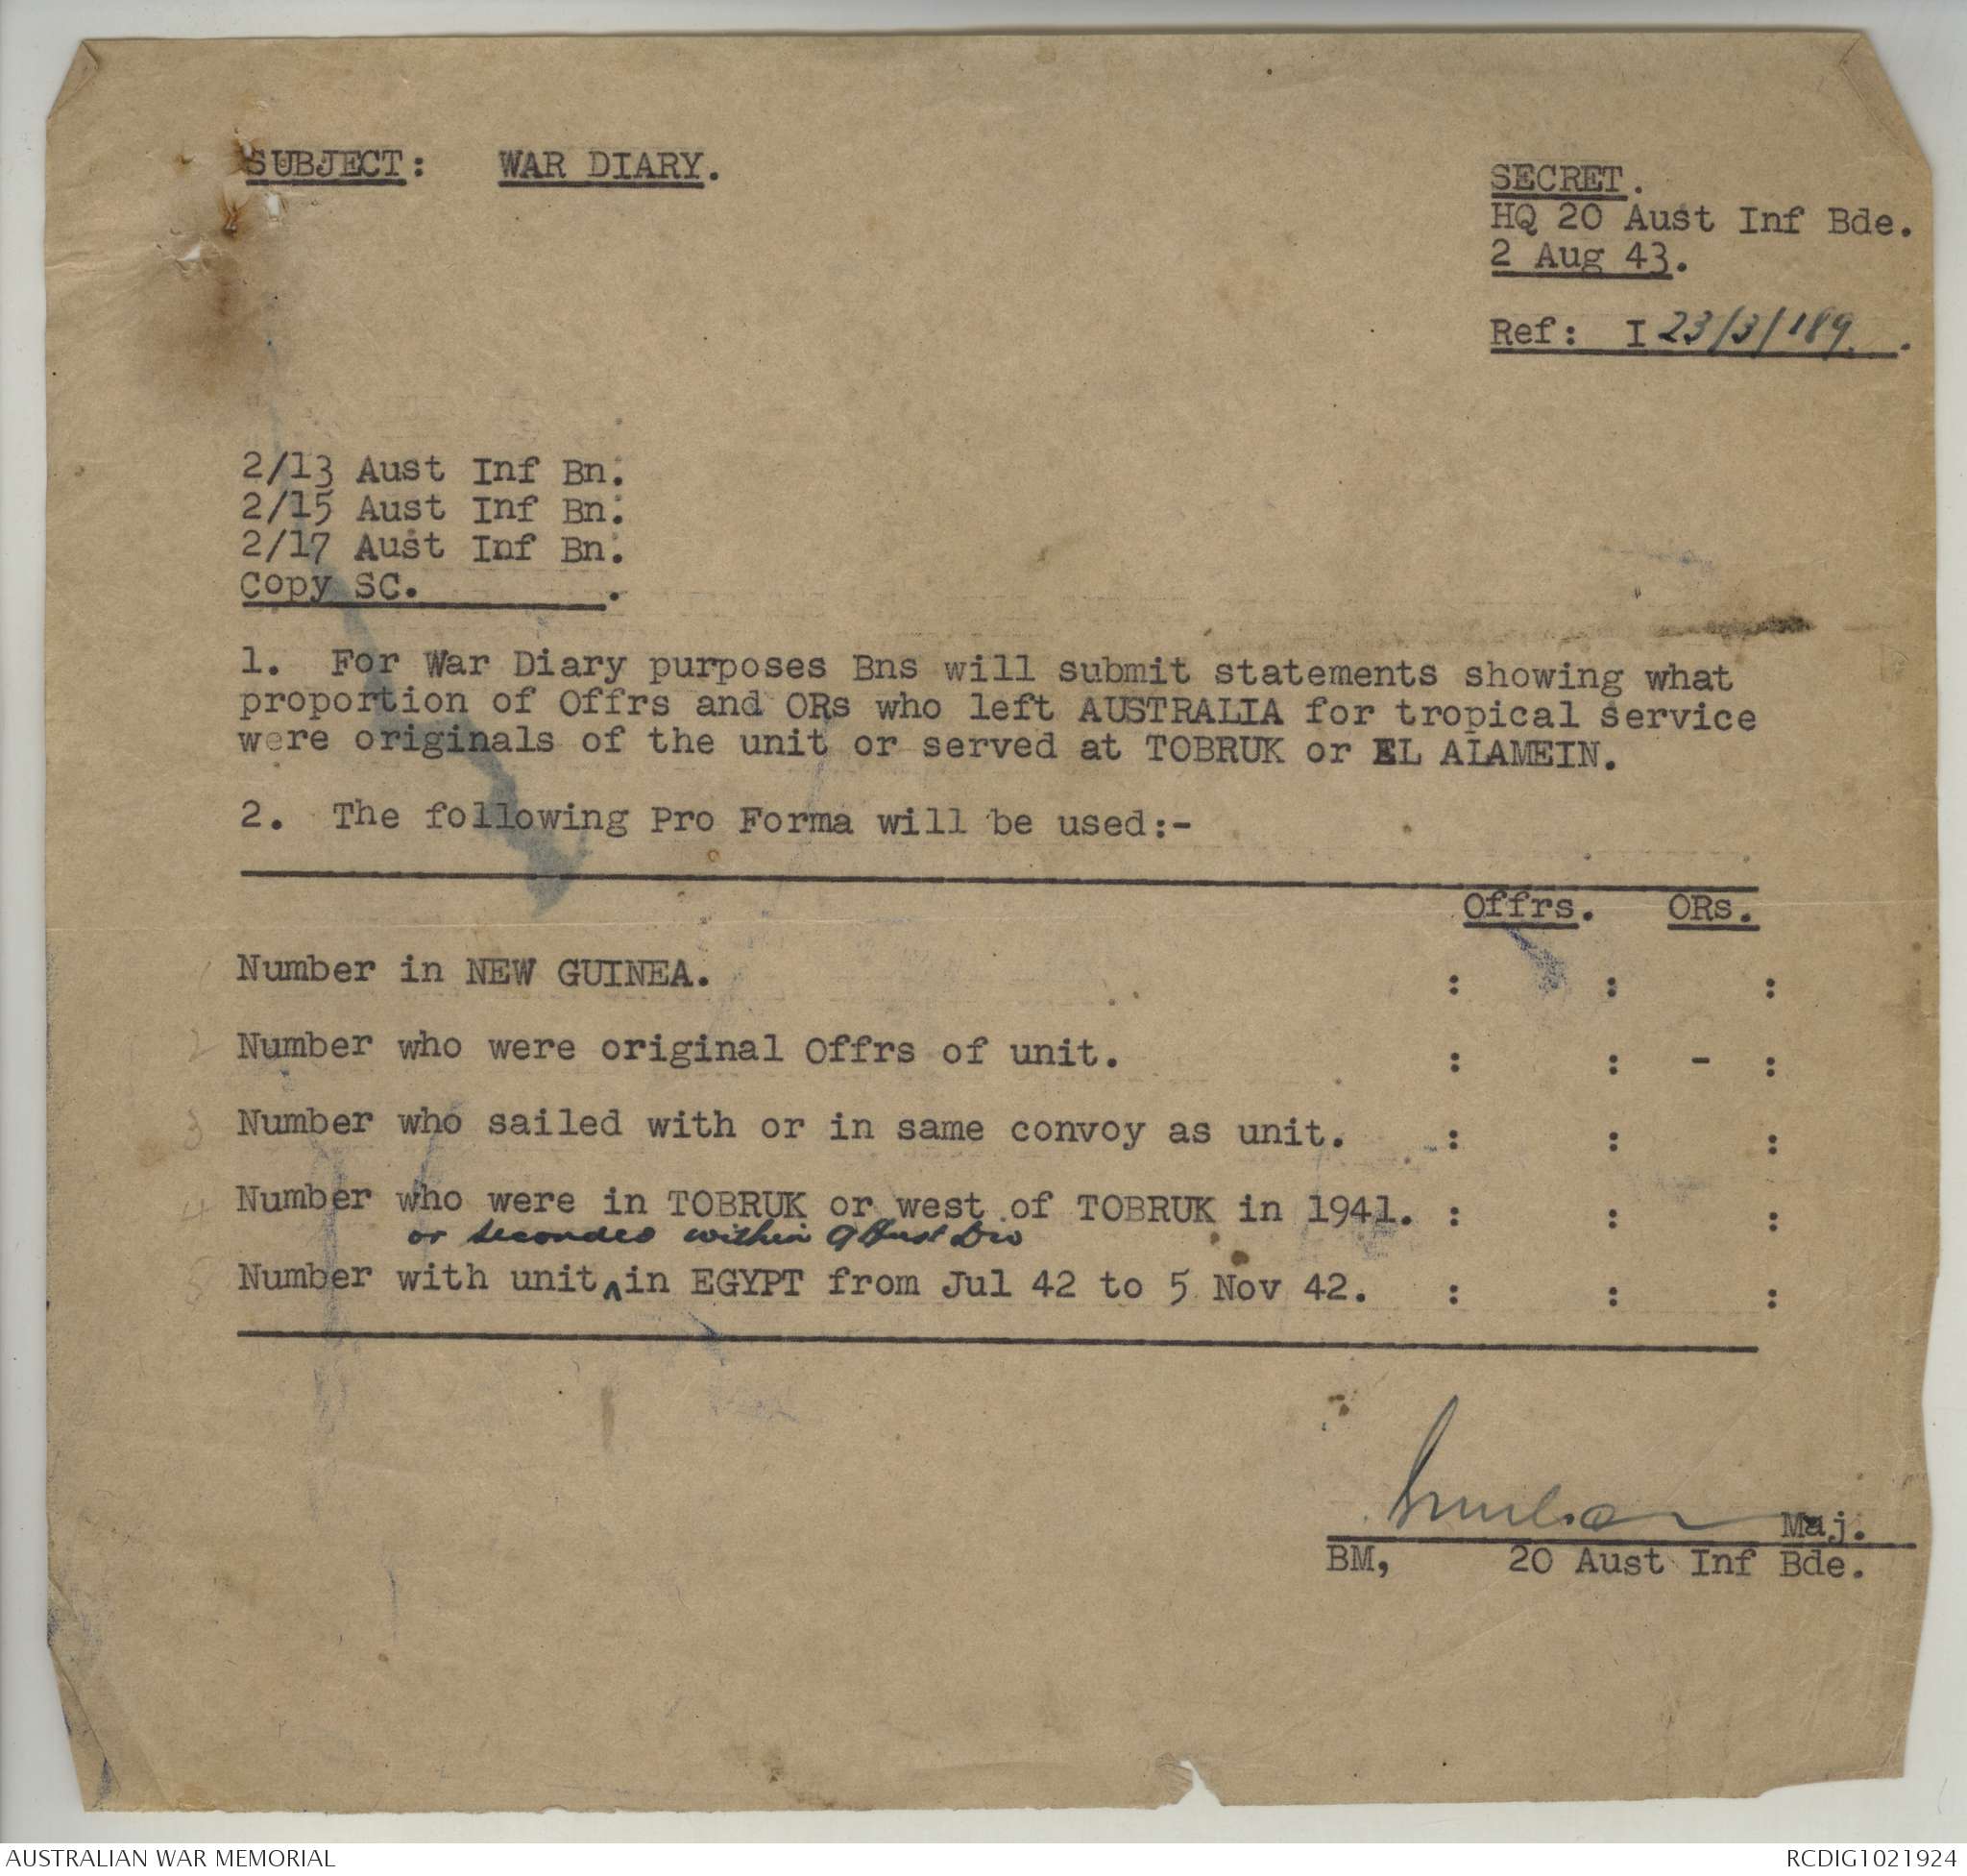 SUBJECT: WAR DIARY.
SECRET.
HQ 20 Aust Inf Bde.
2 Aug 43.
Ref: I 23/3/189.
2/13 Aust Inf Bn.
2/15 Aust Inf Bn.
2/17 Aust Inf Bn.
Copy SC.
1. For War Diary purposes Bns will submit statements showing what
proportion of Offrs and ORs who left AUSTRALIA for tropical service
were originals of the unit or served at TOBRUK or EL ALAMEIN.
2. The following Pro Forma will be used:-
Offrs. ORs.
1 Number in NEW GUINEA. : : :
2 Number who were original Offrs of unit. : : - :
3 Number who sailed with or in same convoy as unit. : : :
4 Number who were in TOBRUK or west of TOBRUK in 1941. : : :
or seconded within 9 Aust Div
5 Number with unit ^ in EGYPT from Jul 42 to 5 Nov 42. : : :
Maj.
BM, 20 Aust Inf Bde.
AUSTRALIAN WAR MEMORIAL
RCDIG1021924